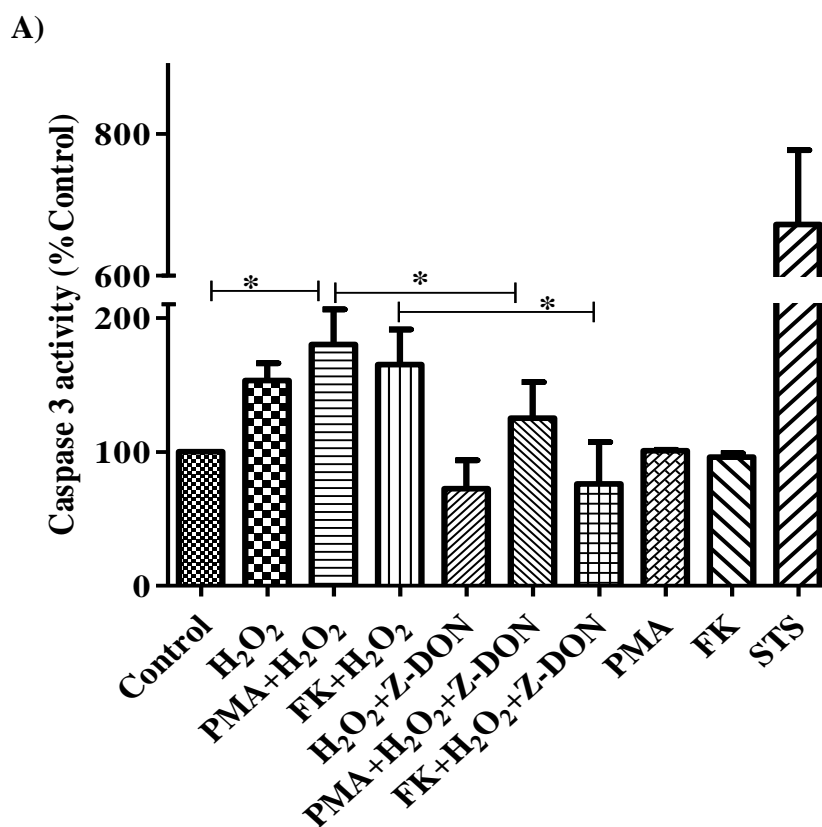 A)
Caspase 3 activity (% Control)
800
600
200
100
0
* * *
Control
H₂O₂
PMA+H₂O₂
FK+H₂O₂
H₂O₂+Z-DON
PMA+H₂O₂+Z-DON
FK+H₂O₂+Z-DON
PMA
FK
STS